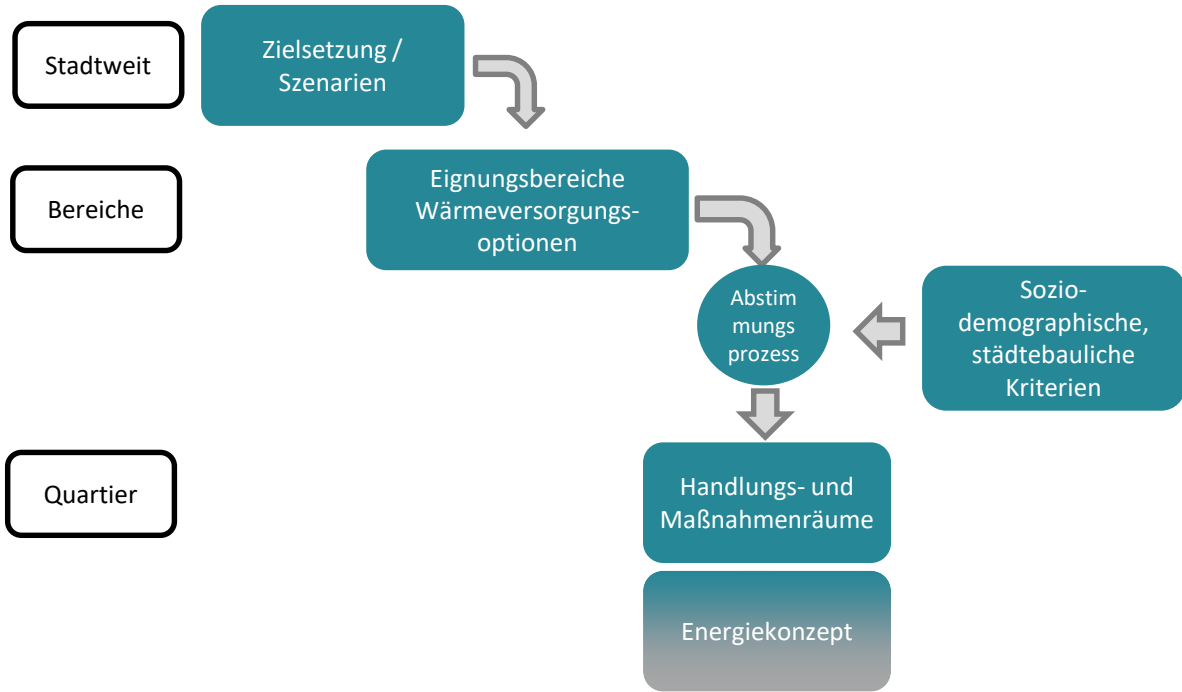 Stadtweit
Zielsetzung /
Szenarien
Bereiche
Eignungsbereiche
Wärmeversorgungs-
optionen
Abstim
mungs
prozess
Sozio-
demographische,
städtebauliche
Kriterien
Quartier
Handlungs- und
Maßnahmenräume
Energiekonzept